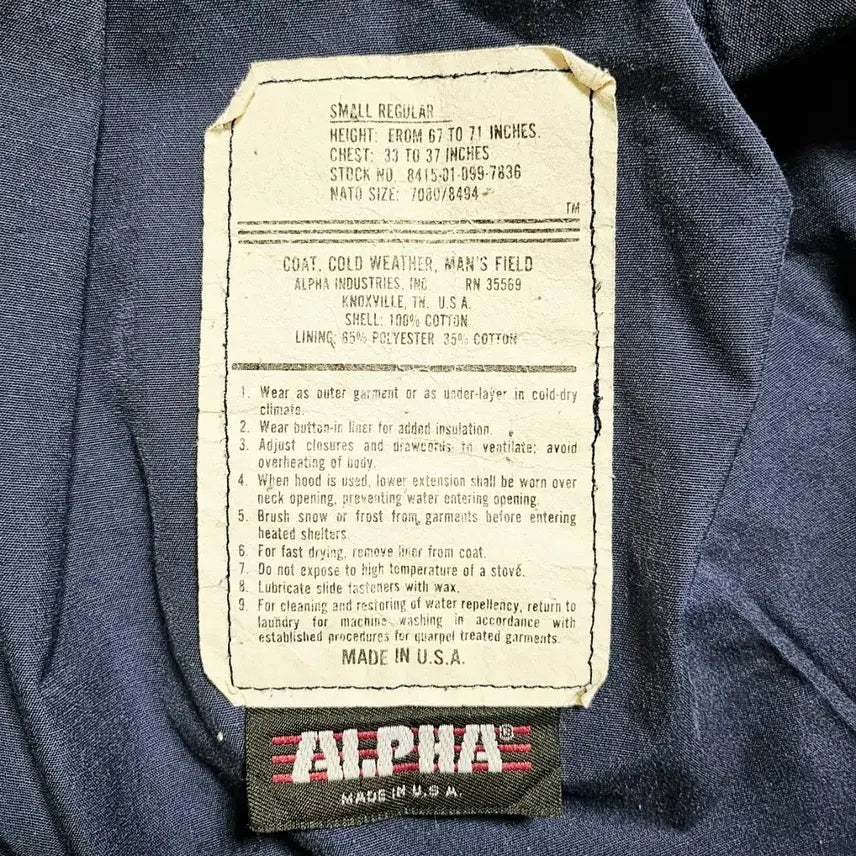 SMALL REGULAR
HEIGHT: FROM 67 TO 71 INCHES.
CHEST: 33 TO 37 INCHES
STOCK NO. 8415-01-099-7836
NATO SIZE: 7080/8494
TM
COAT, COLD WEATHER, MAN'S FIELD
ALPHA INDUSTRIES, INC RN 35569
KNOXVILLE, TN. U.S.A.
SHELL: 100% COTTON
LINING: 65% POLYESTER 35% COTTON
1. Wear as outer garment or as under-layer in cold-dry
climate.
2. Wear button-in liner for added insulation.
3. Adjust closures and drawcords to ventilate; avoid
overheating of body.
4. When hood is used, lower extension shall be worn over
neck opening, preventing water entering opening.
5. Brush snow or frost from garments before entering
heated shelters.
6. For fast drying, remove liner from coat.
7. Do not expose to high temperature of a stove.
8. Lubricate slide fasteners with wax.
9. For cleaning and restoring of water repellency, return to
laundry for machine washing in accordance with
established procedures for quarpel treated garments.
MADE IN U.S.A.
ALPHA®
MADE IN U.S.A.